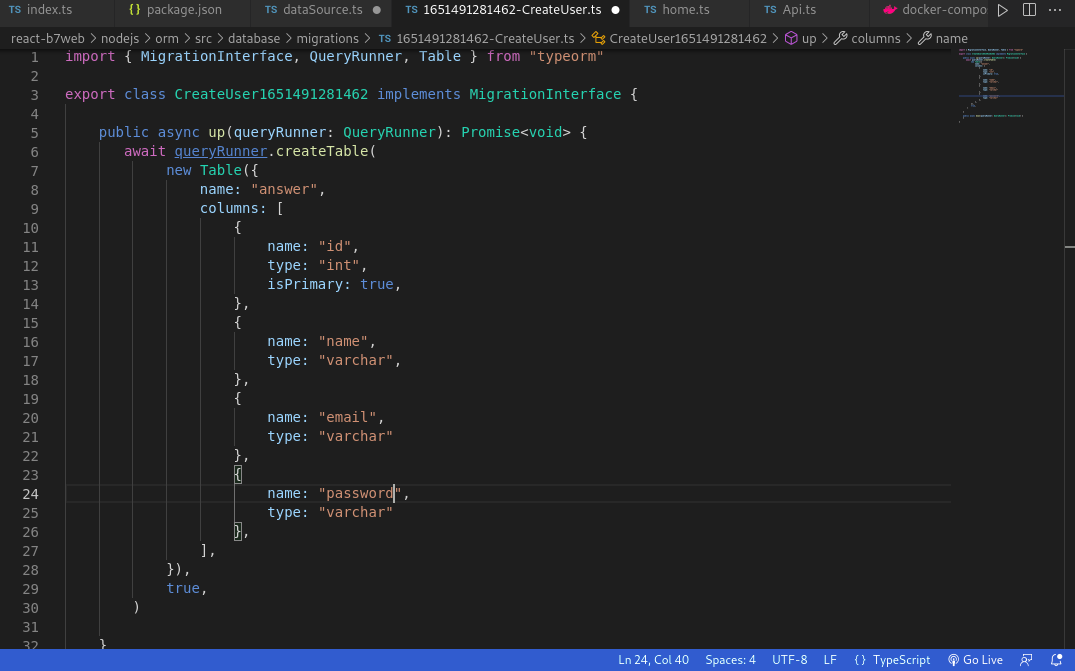 TS index.ts {} package.json TS dataSource.ts TS 1651491281462-CreateUser.ts TS home.ts TS Api.ts docker-compo
react-b7web > nodejs > orm > src > database > migrations > TS 1651491281462-CreateUser.ts > CreateUser1651491281462 > up > columns > name
1 import { MigrationInterface, QueryRunner, Table } from "typeorm"
2
3 export class CreateUser1651491281462 implements MigrationInterface {
4
5 public async up(queryRunner: QueryRunner): Promise<void> {
6 await queryRunner.createTable(
7 new Table({
8 name: "answer",
9 columns: [
10 {
11 name: "id",
12 type: "int",
13 isPrimary: true,
14 },
15 {
16 name: "name",
17 type: "varchar",
18 },
19 {
20 name: "email",
21 type: "varchar"
22 },
23 {
24 name: "password",
25 type: "varchar"
26 },
27 ],
28 }),
29 true,
30 )
31
32 }
Ln 24, Col 40 Spaces: 4 UTF-8 LF {} TypeScript Go Live